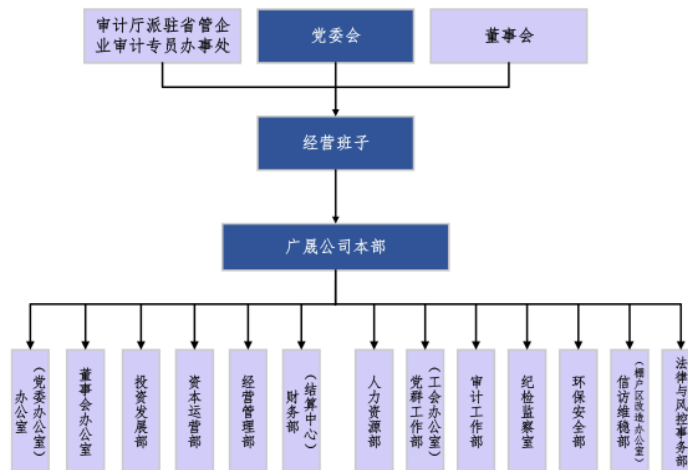 审计厅派驻省管企
业审计专员办事处
党委会
董事会
经营班子
广晟公司本部
办公室
（党委办公室）
董事会办公室
投资发展部
资本运营部
经营管理部
财务部
（结算中心）
人力资源部
党群工作部
（工会办公室）
审计工作部
纪检监察室
环保安全部
信访维稳部
（棚户区改造办公室）
法律与风控事务部